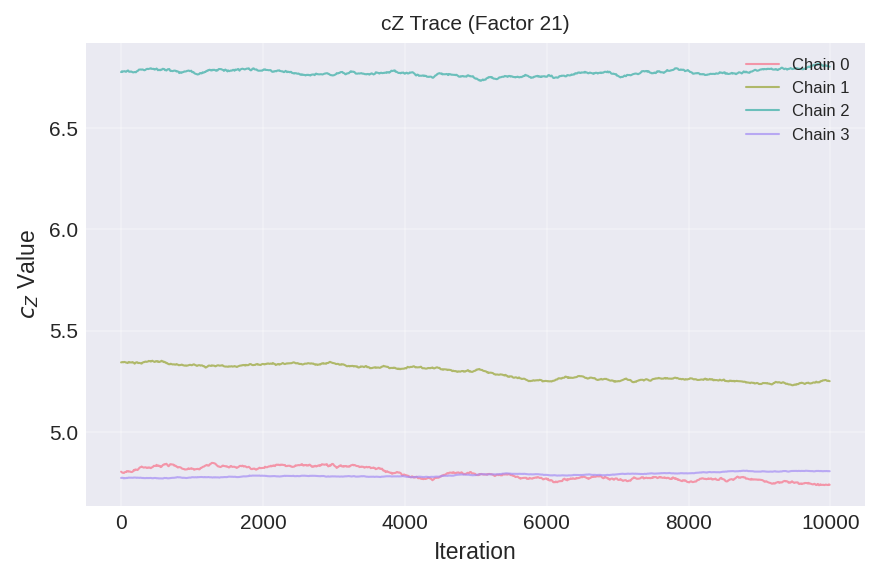 cZ Trace (Factor 21)
Chain 0
Chain 1
Chain 2
Chain 3
6.5
6.0
5.5
5.0
cZ Value
0 2000 4000 6000 8000 10000
Iteration